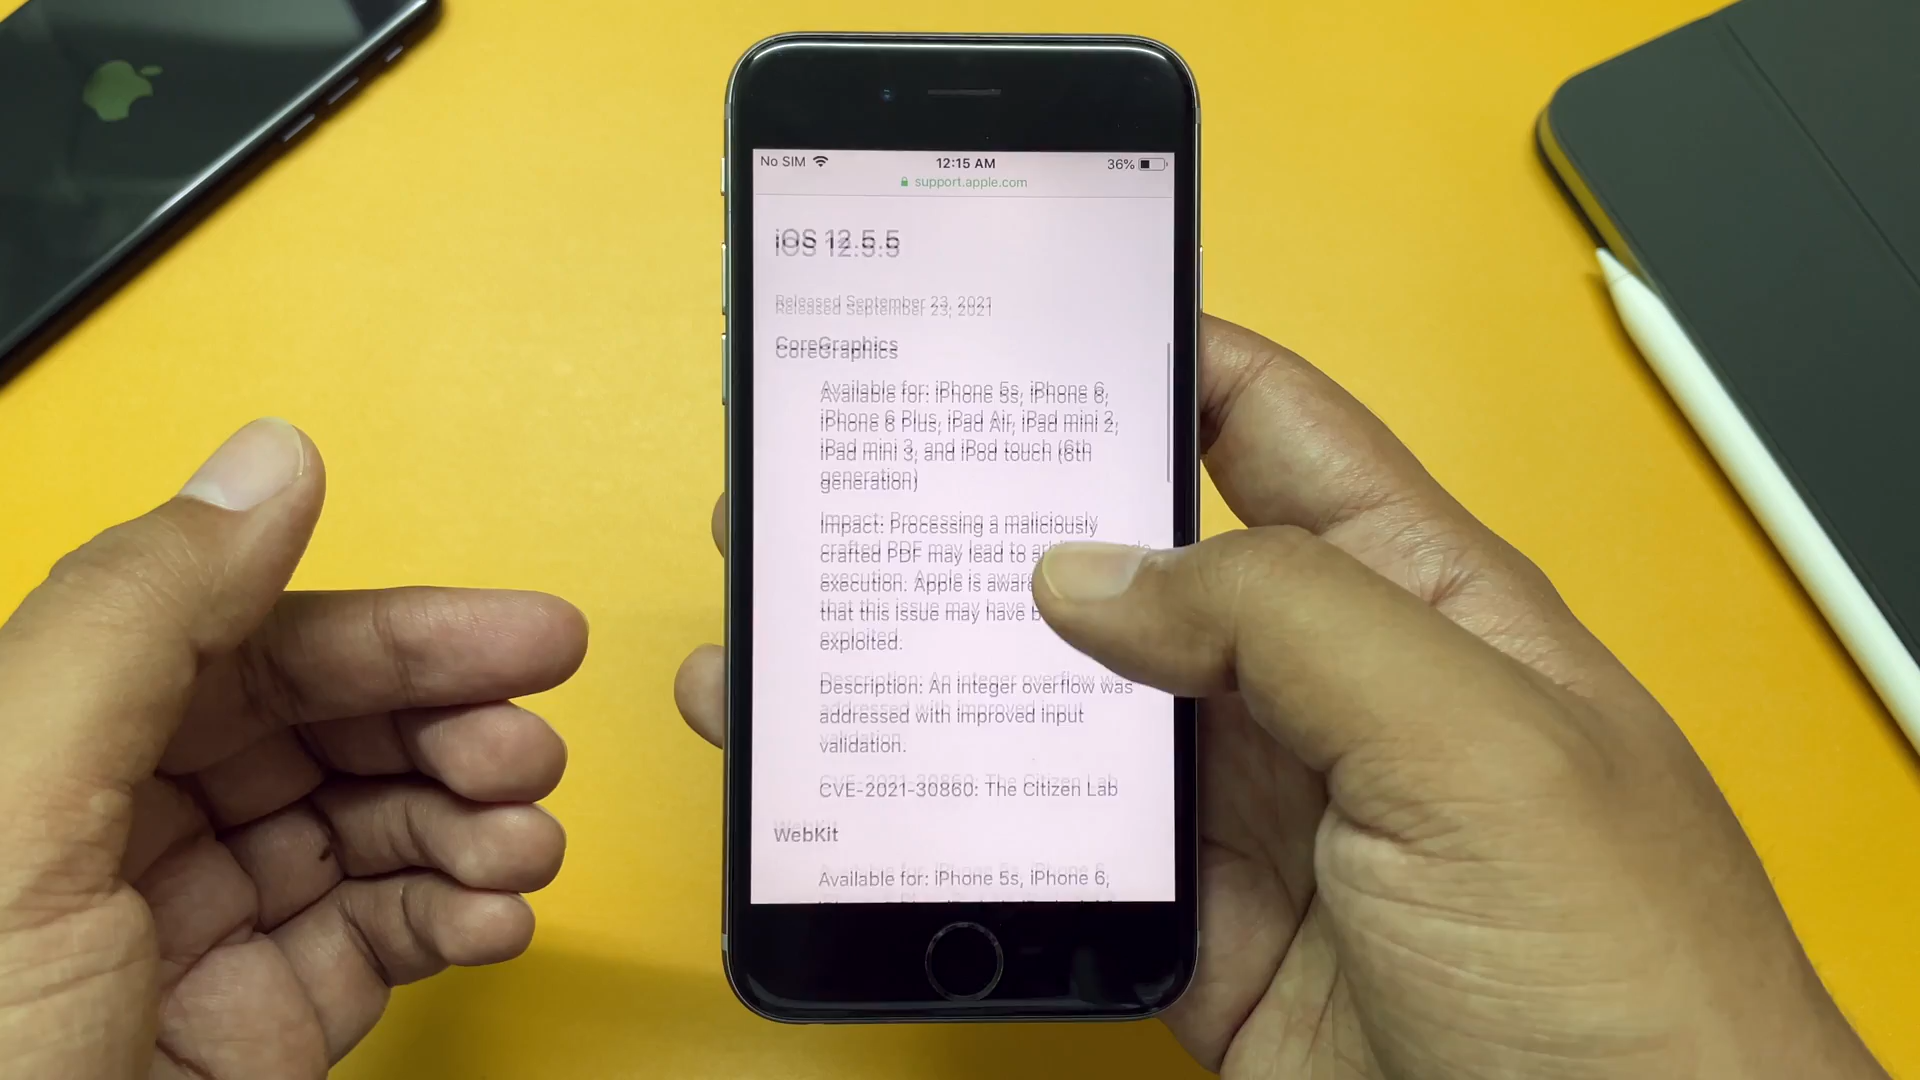 No SIM 12:15 AM 36%
support.apple.com
iOS 12.5.5
Released September 23, 2021
CoreGraphics
Available for: iPhone 5s, iPhone 6,
iPhone 6 Plus, iPad Air, iPad mini 2,
iPad mini 3, and iPod touch (6th
generation)
Impact: Processing a maliciously
crafted PDF may lead to
execution. Apple is aware
that this issue may have
exploited.
Description: An integer overflow was
addressed with improved input
validation.
CVE-2021-30860: The Citizen Lab
WebKit
Available for: iPhone 5s, iPhone 6,